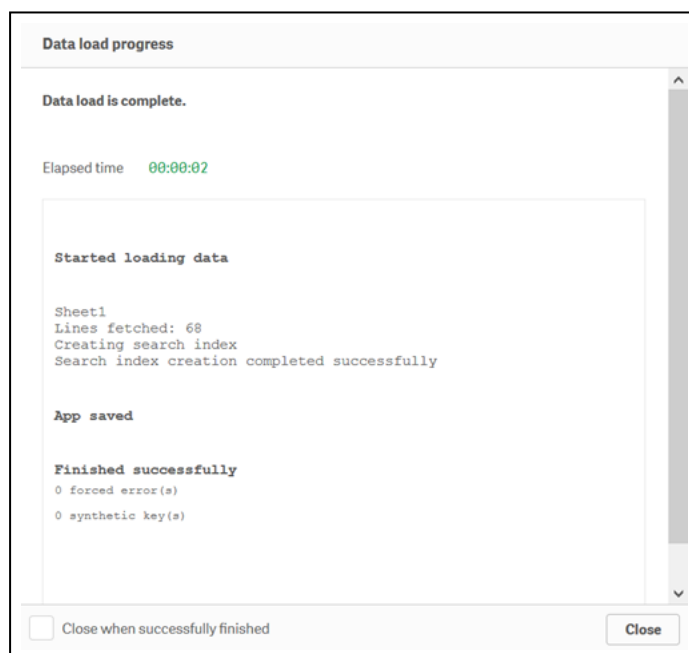 Data load progress
Data load is complete.
Elapsed time 00:00:02
Started loading data
Sheet1
Lines fetched: 68
Creating search index
Search index creation completed successfully
App saved
Finished successfully
0 forced error(s)
0 synthetic key(s)
Close when successfully finished
Close